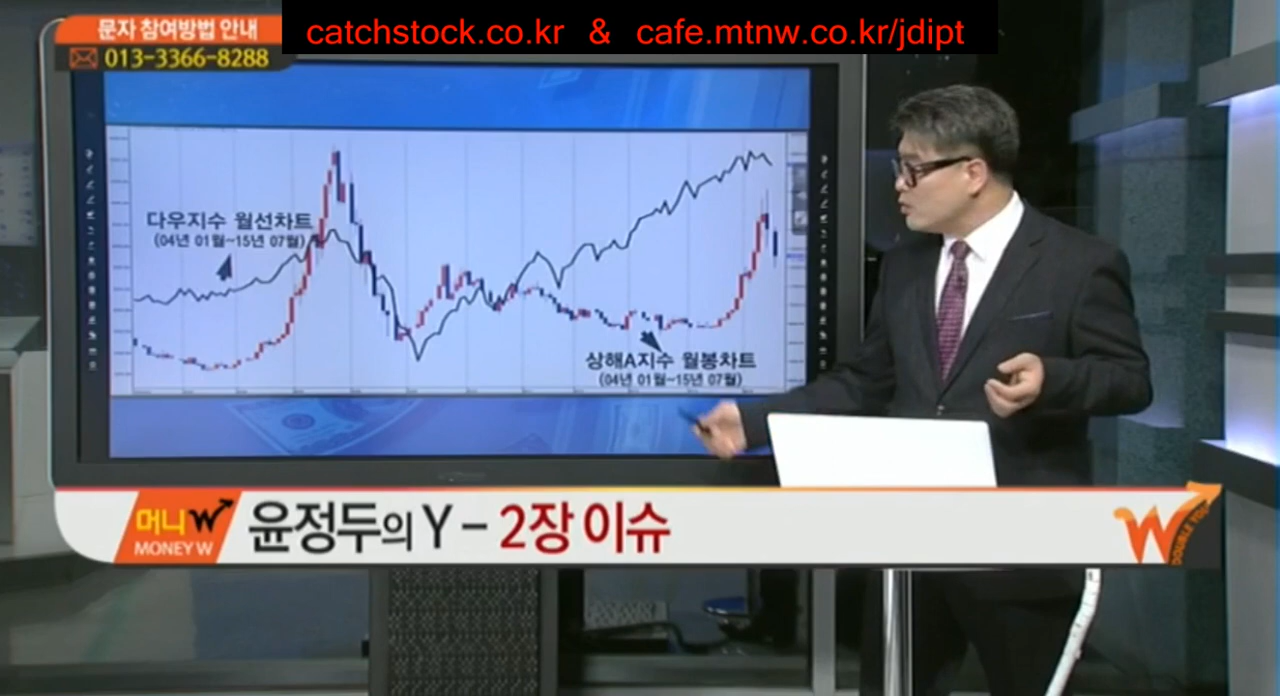 catchstock.co.kr & cafe.mtnw.co.kr/jdipt
문자 참여방법 안내
013-3366-8288
다우지수 월선차트
(04년 01월~15년 07월)
상해A지수 월봉차트
(04년 01월~15년 07월)
머니W
MONEY W
윤정두의 Y - 2장 이슈
W
DOUBLE YOU